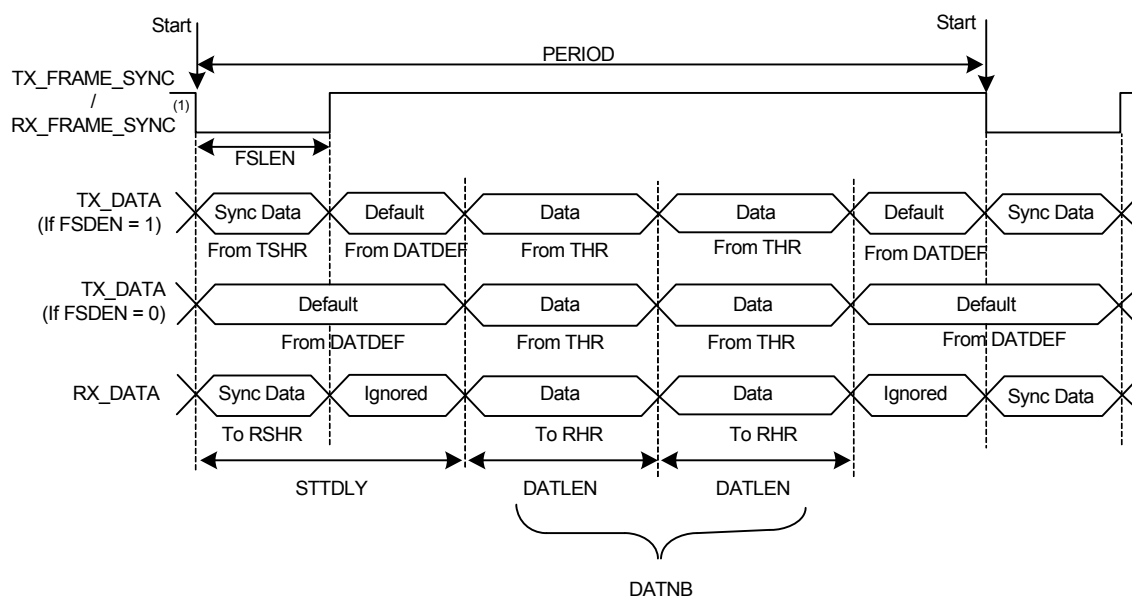 Start
Start
PERIOD
TX_FRAME_SYNC
/
RX_FRAME_SYNC
(1)
FSLEN
TX_DATA
(If FSDEN = 1)
Sync Data
Default
Data
Data
Default
Sync Data
From TSHR
From DATDEF
From THR
From THR
From DATDEF
TX_DATA
(If FSDEN = 0)
Default
Data
Data
Default
From DATDEF
From THR
From THR
From DATDEF
RX_DATA
Sync Data
Ignored
Data
Data
Ignored
Sync Data
To RSHR
To RHR
To RHR
STTDLY
DATLEN
DATLEN
DATNB